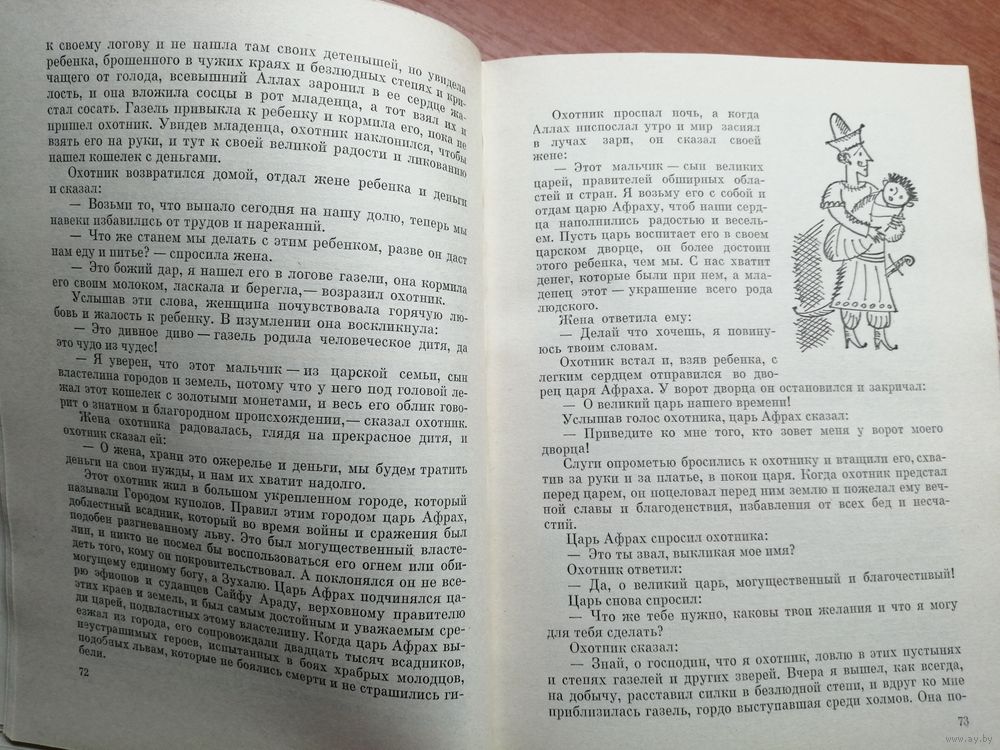 к своему логову и не нашла там своих детенышей, но увидела
ребенка, брошенного в чужих краях и безлюдных степях и кри-
чащего от голода, всевышний Аллах заронил в ее сердце жа-
лость, и она вложила сосцы в рот младенца, а тот взял их и
стал сосать. Газель привыкла к ребенку и кормила его, пока не
пришел охотник. Увидев младенца, охотник наклонился, чтобы
взять его на руки, и тут к своей великой радости и ликованию
нашел кошелек с деньгами.
Охотник возвратился домой, отдал жене ребенка и деньги
и сказал:
— Возьми то, что выпало сегодня на нашу долю, теперь мы
навеки избавились от трудов и нареканий.
— Что же станем мы делать с этим ребенком, разве он даст
нам еду и питье? — спросила жена.
— Это божий дар, я нашел его в логове газели, она кормила
его своим молоком, ласкала и берегла,— возразил охотник.
Услышав эти слова, женщина почувствовала горячую лю-
бовь и жалость к ребенку. В изумлении она воскликнула:
— Это дивное диво — газель родила человеческое дитя, да
это чудо из чудес!
— Я уверен, что этот мальчик — из царской семьи, сын
властелина городов и земель, потому что у него под головой ле-
жал этот кошелек с золотыми монетами, и весь его облик гово-
рит о знатном и благородном происхождении,— сказал охотник.
Жена охотника радовалась, глядя на прекрасное дитя, и
охотник сказал ей:
— О жена, храни это ожерелье и деньги, мы будем тратить
деньги на свои нужды, и нам их хватит надолго.
Этот охотник жил в большом укрепленном городе, который
называли Городом куполов. Правил этим городом царь Афрах,
доблестный всадник, который во время войны и сражения был
подобен разгневанному льву. Это был могущественный власте-
лин, и никто не посмел бы воспользоваться его огнем или оби-
деть того, кому он покровительствовал. А поклонялся он не все-
могущему единому богу, а Зухалю. Царь Афрах подчинялся ца-
рю эфиопов и суданцев Сайфу Араду, верховному правителю
этих краев и земель, и был самым достойным и уважаемым сре-
ди царей, подвластных этому властелину. Когда царь Афрах вы-
езжал из города, его сопровождали двадцать тысяч всадников,
неустрашимых героев, испытанных в боях храбрых молодцов,
подобных львам, которые не боялись смерти и не страшились ги-
бели.
72
Охотник проспал ночь, а когда
Аллах ниспослал утро и мир засиял
в лучах зари, он сказал своей
жене:
— Этот мальчик — сын великих
царей, правителей обширных обла-
стей и стран. Я возьму его с собой и
отдам царю Афраху, чтоб наши серд-
ца наполнились радостью и весель-
ем. Пусть царь воспитает его в своем
царском дворце, он более достоин
этого ребенка, чем мы. С нас хватит
денег, которые были при нем, а мла-
денец этот — украшение всего рода
людского.
Жена ответила ему:
— Делай что хочешь, я повину-
юсь твоим словам.
Охотник встал и, взяв ребенка, с
легким сердцем отправился во дво-
рец царя Афраха. У ворот дворца он остановился и закричал:
— О великий царь нашего времени!
Услышав голос охотника, царь Афрах сказал:
— Приведите ко мне того, кто зовет меня у ворот моего
дворца!
Слуги опрометью бросились к охотнику и втащили его, схва-
тив за руки и за платье, в покои царя. Когда охотник предстал
перед царем, он поцеловал перед ним землю и пожелал ему веч-
ной славы и благоденствия, избавления от всех бед и несча-
стий.
Царь Афрах спросил охотника:
— Это ты звал, выкликая мое имя?
Охотник ответил:
— Да, о великий царь, могущественный и благочестивый!
Царь снова спросил:
— Что же тебе нужно, каковы твои желания и что я могу
для тебя сделать?
Охотник сказал:
— Знай, о господин, что я охотник, ловлю в этих пустынях
и степях газелей и других зверей. Вчера я вышел, как всегда,
на добычу, расставил силки в безлюдной степи, и вдруг ко мне
приблизилась газель, гордо выступавшая среди холмов. Она по-
73
www.ay.by